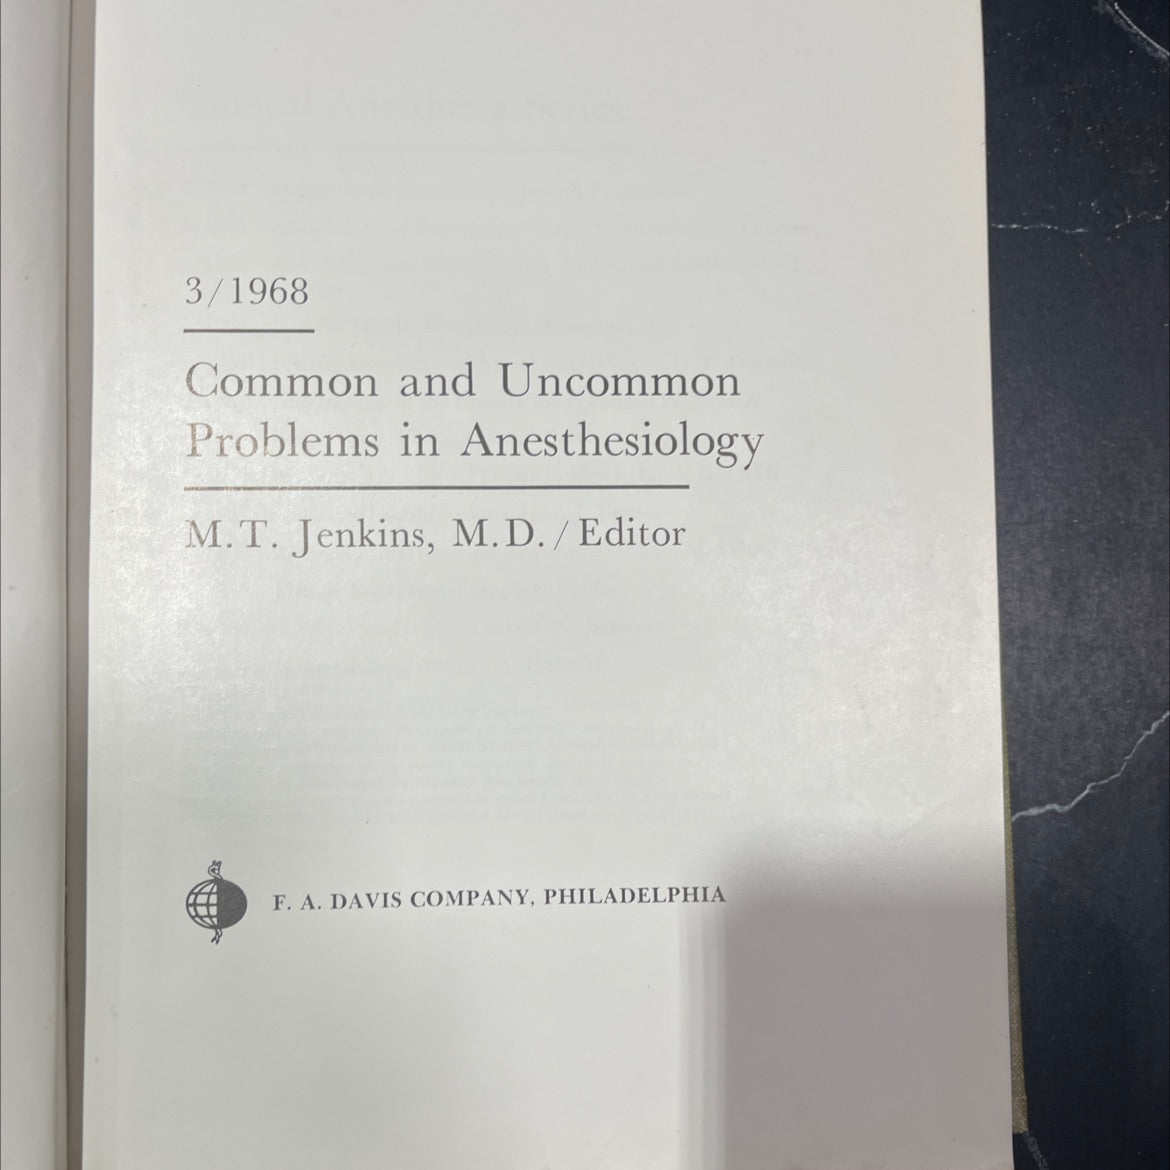 3/1968
Common and Uncommon
Problems in Anesthesiology
M.T. Jenkins, M.D./Editor
F. A. DAVIS COMPANY, PHILADELPHIA